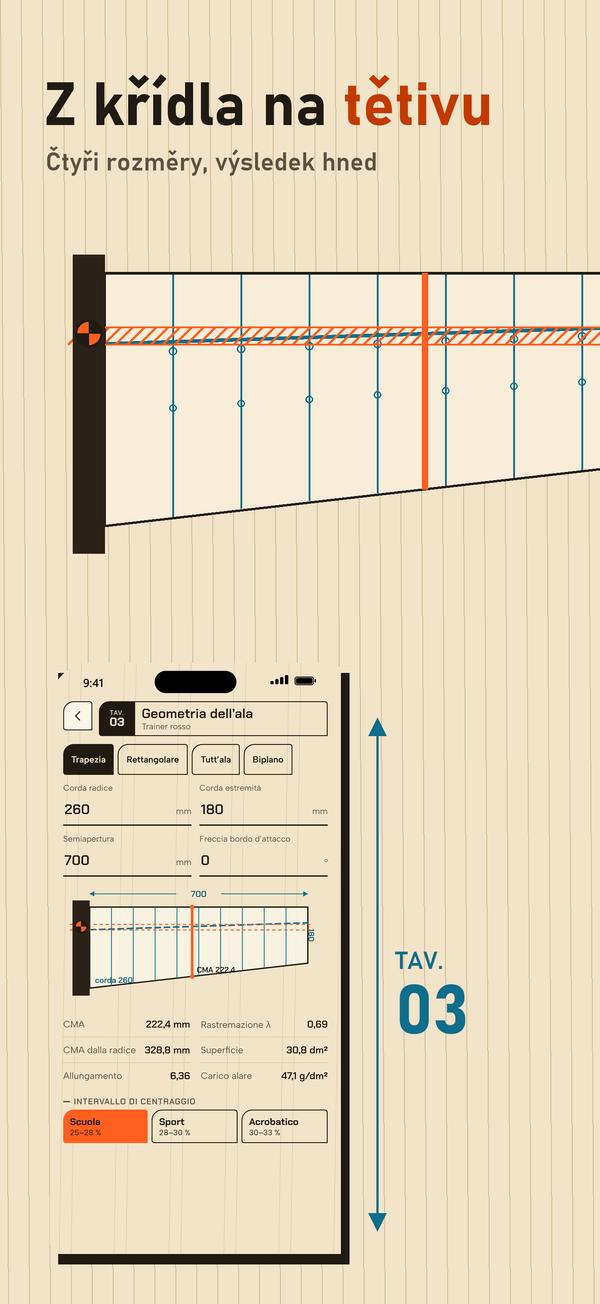 Z křídla na tětivu
Čtyři rozměry, výsledek hned
9:41
TAV.
03
Geometria dell'ala
Trainer rosso
Trapezia
Rettangolare
Tutt'ala
Biplano
Corda radice
Corda estremità
260 mm
180 mm
Semiapertura
Freccia bordo d'attacco
700 mm
0 °
700
180
CMA 222,4
corda 260
CMA 222,4 mm
Rastremazione λ 0,69
CMA dalla radice 328,8 mm
Superficie 30,8 dm²
Allungamento 6,36
Carico alare 47,1 g/dm²
— INTERVALLO DI CENTRAGGIO
Scuola
25–28 %
Sport
28–30 %
Acrobatico
30–33 %
TAV.
03